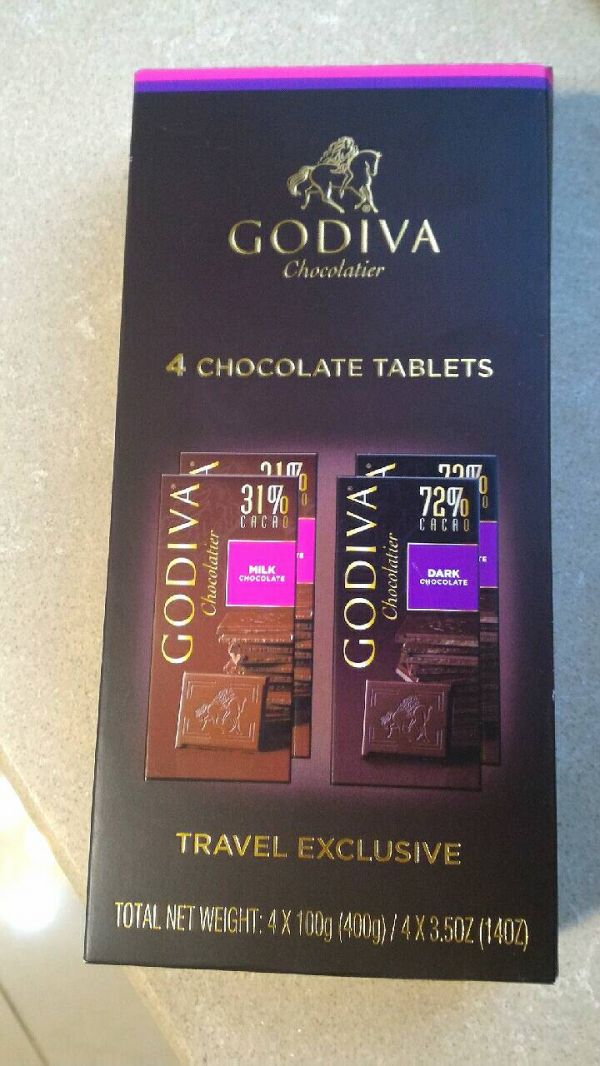 GODIVA
Chocolatier
4 CHOCOLATE TABLETS
GODIVA
Chocolatier
31%
CACAO
MILK
CHOCOLATE
GODIVA
Chocolatier
72%
CACAO
DARK
CHOCOLATE
TRAVEL EXCLUSIVE
TOTAL NET WEIGHT: 4 X 100g (400g) / 4 X 3.5OZ (14OZ)